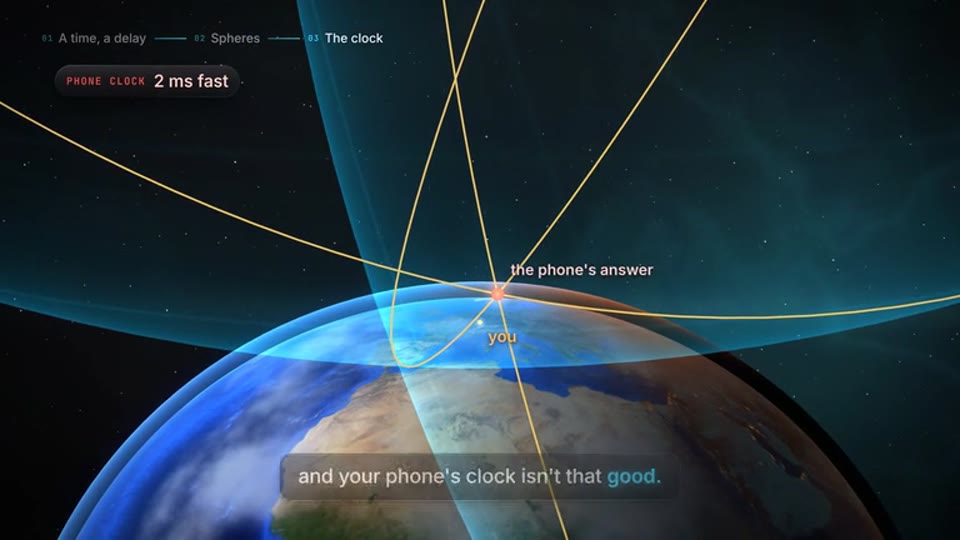 01 A time, a delay 02 Spheres 03 The clock
PHONE CLOCK 2 ms fast
the phone's answer
you
and your phone's clock isn't that good.